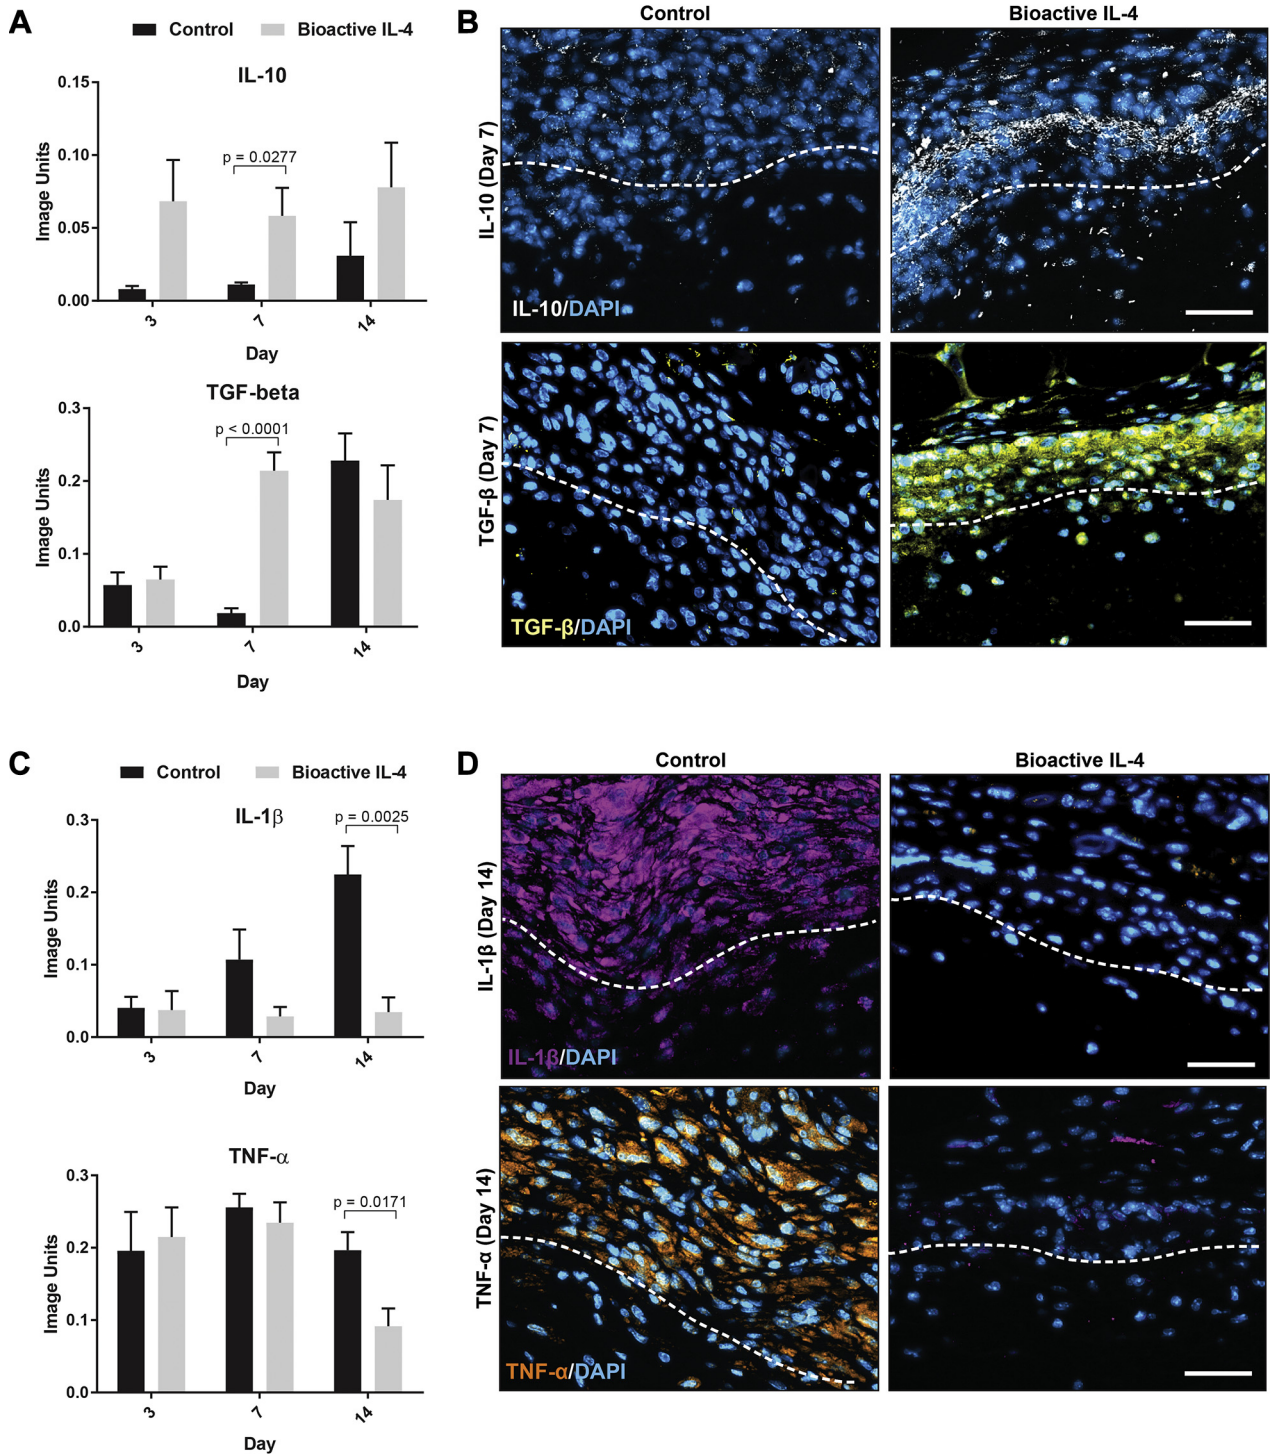 A
Control
Bioactive IL-4
IL-10
0.15
0.10
0.05
0.00
Image Units
p = 0.0277
3
7
14
Day
TGF-beta
0.3
0.2
0.1
0.0
Image Units
p < 0.0001
3
7
14
Day
B
Control
Bioactive IL-4
IL-10 (Day 7)
IL-10/DAPI
TGF-β (Day 7)
TGF-β/DAPI
C
Control
Bioactive IL-4
IL-1β
0.3
0.2
0.1
0.0
Image Units
p = 0.0025
3
7
14
Day
TNF-α
0.3
0.2
0.1
0.0
Image Units
p = 0.0171
3
7
14
Day
D
Control
Bioactive IL-4
IL-1β (Day 14)
IL-1β/DAPI
TNF-α (Day 14)
TNF-α/DAPI